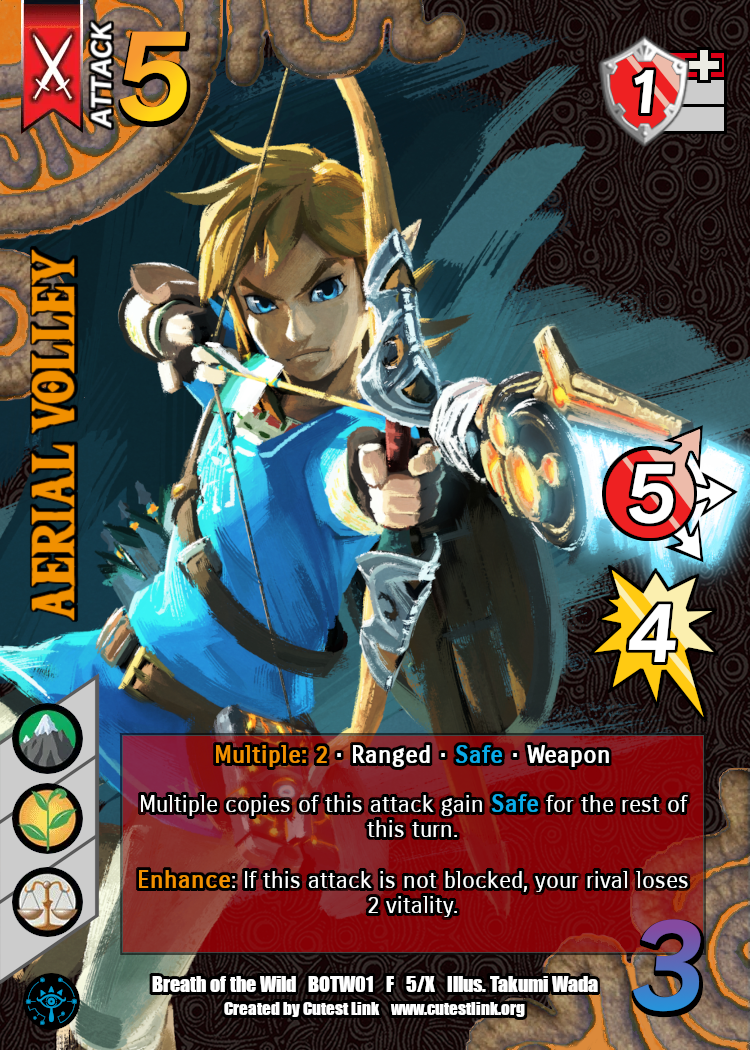 ATTACK
5
1
+
AERIAL VOLLEY
5
4
Multiple: 2 · Ranged · Safe · Weapon
Multiple copies of this attack gain Safe for the rest of
this turn.
Enhance: If this attack is not blocked, your rival loses
2 vitality.
3
Breath of the Wild BOTW01 F 5/X Illus. Takumi Wada
Created by Cutest Link www.cutestlink.org